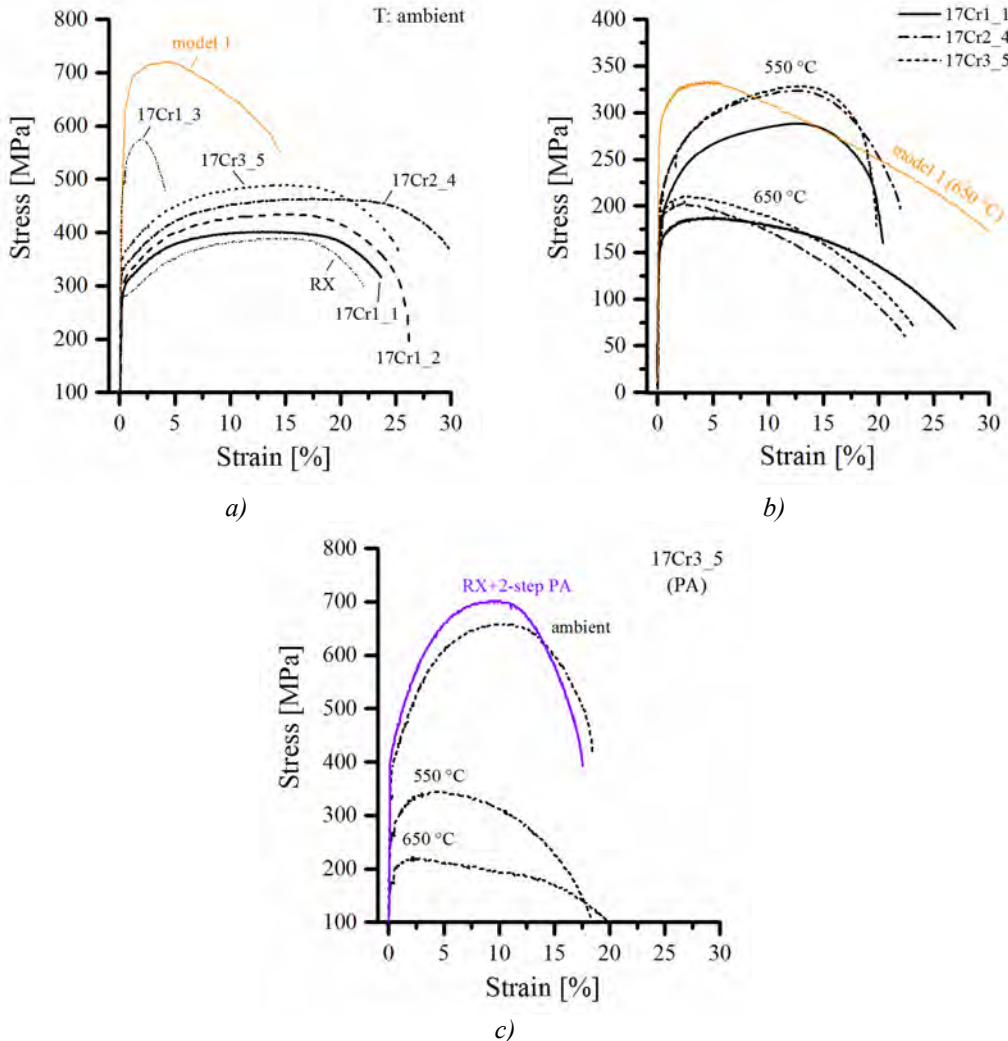 800
700
600
500
400
300
200
100
Stress [MPa]
T: ambient
model 1
17Cr1_3
17Cr3_5
17Cr2_4
RX
17Cr1_1
17Cr1_2
0 5 10 15 20 25 30
Strain [%]
a)
400
350
300
250
200
150
100
50
0
Stress [MPa]
17Cr1_1
17Cr2_4
17Cr3_5
550 °C
model 1 (650 °C)
650 °C
0 5 10 15 20 25 30
Strain [%]
b)
800
700
600
500
400
300
200
100
Stress [MPa]
17Cr3_5
(PA)
RX+2-step PA
ambient
550 °C
650 °C
0 5 10 15 20 25 30
Strain [%]
c)